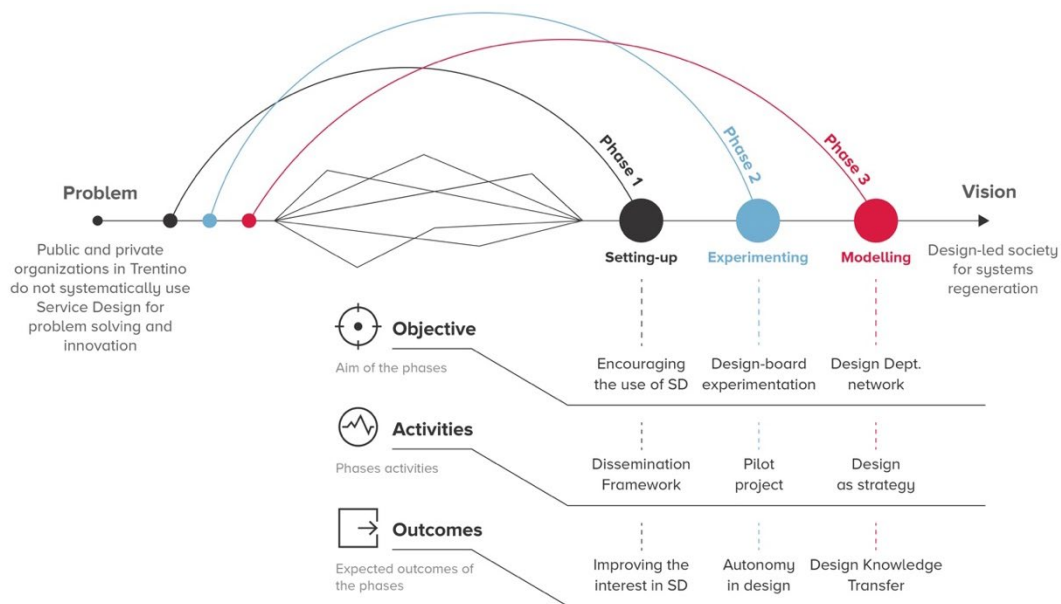 Phase 1
Phase 2
Phase 3
Problem
Vision
Public and private
organizations in Trentino
do not systematically use
Service Design for
problem solving and
innovation
Setting-up
Experimenting
Modelling
Design-led society
for systems
regeneration
Objective
Aim of the phases
Encouraging
the use of SD
Design-board
experimentation
Design Dept.
network
Activities
Phases activities
Dissemination
Framework
Pilot
project
Design
as strategy
Outcomes
Expected outcomes of
the phases
Improving the
interest in SD
Autonomy
in design
Design Knowledge
Transfer